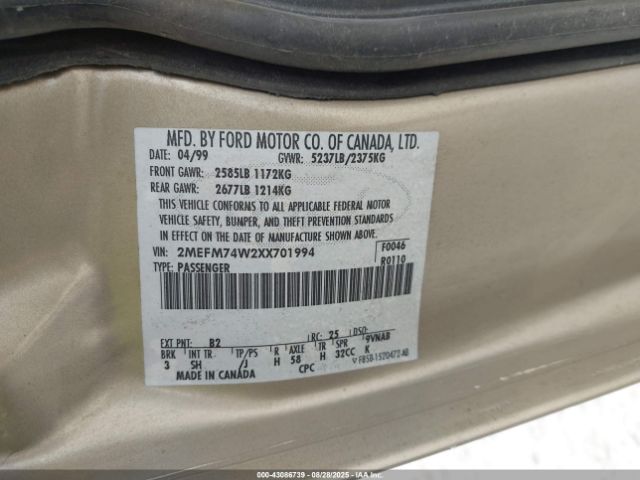 MFD. BY FORD MOTOR CO. OF CANADA, LTD.
DATE: 04/99 GVWR: 5237LB/2375KG
FRONT GAWR: 2585LB 1172KG
REAR GAWR: 2677LB 1214KG
THIS VEHICLE CONFORMS TO ALL APPLICABLE FEDERAL MOTOR
VEHICLE SAFETY, BUMPER, AND THEFT PREVENTION STANDARDS
IN EFFECT ON THE DATE OF MANUFACTURE SHOWN ABOVE.
VIN: 2MEFM74W2XX701994 F0046
TYPE: PASSENGER R0110
EXT PNT: B2 RC: 25 DSO:
9VNAB
BRK INT TR TP/PS R AXLE TR SPR
3 5H /J H 58 H 32CC K
MADE IN CANADA CPC
F85B-1520472-AB
000-43086739 - 08/28/2025 - IAA Inc.